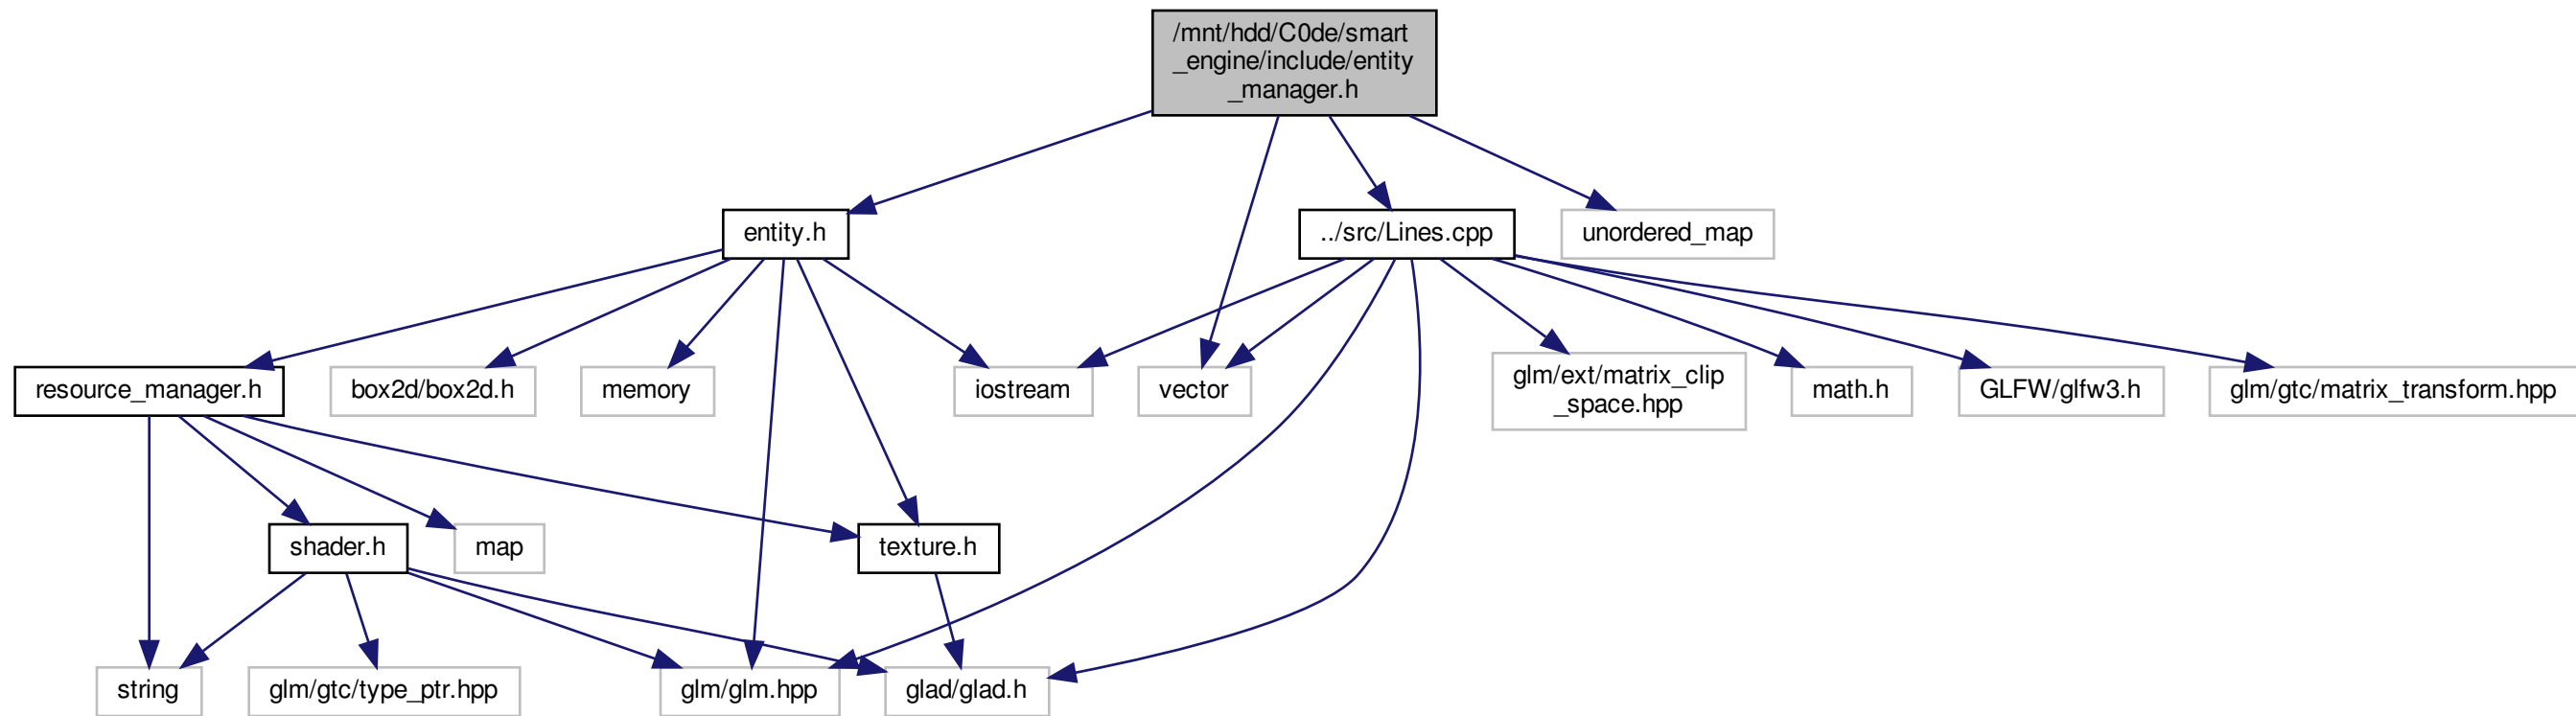 /mnt/hdd/C0de/smart
_engine/include/entity
_manager.h
entity.h
../src/Lines.cpp
unordered_map
resource_manager.h
box2d/box2d.h
memory
iostream
vector
glm/ext/matrix_clip
_space.hpp
math.h
GLFW/glfw3.h
glm/gtc/matrix_transform.hpp
shader.h
map
texture.h
string
glm/gtc/type_ptr.hpp
glm/glm.hpp
glad/glad.h